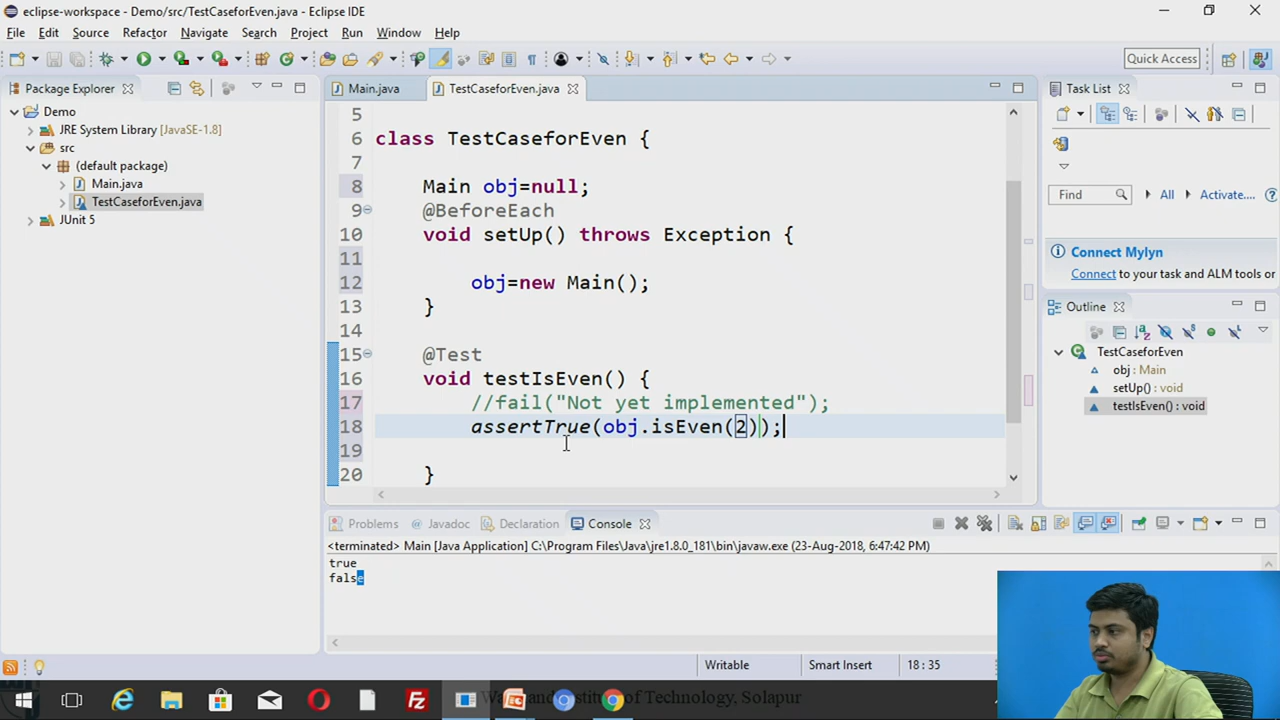 eclipse-workspace - Demo/src/TestCaseforEven.java - Eclipse IDE
File Edit Source Refactor Navigate Search Project Run Window Help
Quick Access
Package Explorer
Main.java
TestCaseforEven.java
Task List
Demo
JRE System Library [JavaSE-1.8]
src
(default package)
Main.java
TestCaseforEven.java
JUnit 5
5
6 class TestCaseforEven {
7
8 Main obj=null;
9 @BeforeEach
10 void setUp() throws Exception {
11
12 obj=new Main();
13 }
14
15 @Test
16 void testIsEven() {
17 //fail("Not yet implemented");
18 assertTrue(obj.isEven(2));
19
20 }
Find All Activate....
Connect Mylyn
Connect to your task and ALM tools or
Outline
TestCaseforEven
obj : Main
setUp() : void
testIsEven() : void
Problems @ Javadoc Declaration Console
<terminated> Main [Java Application] C:\Program Files\Java\jre1.8.0_181\bin\javaw.exe (23-Aug-2018, 6:47:42 PM)
true
false
Writable Smart Insert 18 : 35
of Technology, Solapur